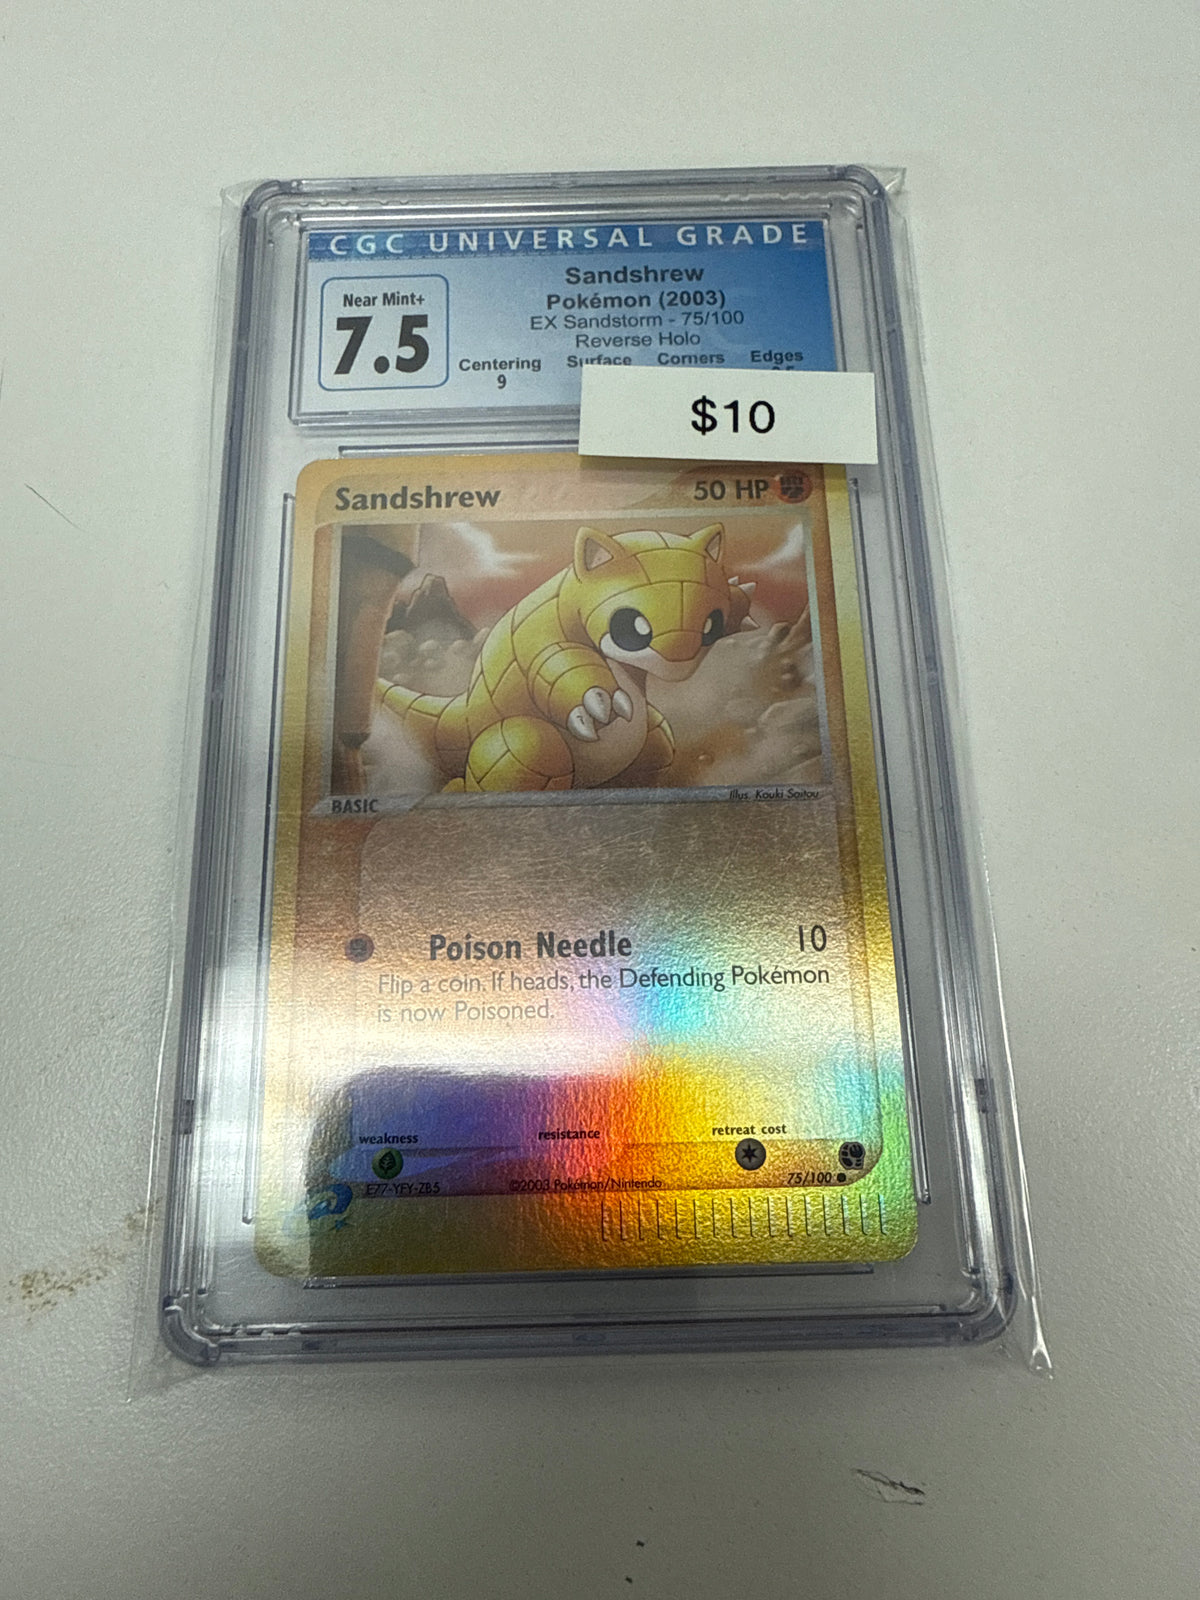 CGC UNIVERSAL GRADE
Near Mint+
7.5
Sandshrew
Pokémon (2003)
EX Sandstorm - 75/100
Reverse Holo
Centering Surface Corners Edges
9
$10
Sandshrew 50 HP
BASIC
Illus. Kouki Saitou
Poison Needle 10
Flip a coin. If heads, the Defending Pokémon
is now Poisoned.
weakness resistance retreat cost
75/100
E77-YFY-ZB5 ©2003 Pokémon/Nintendo